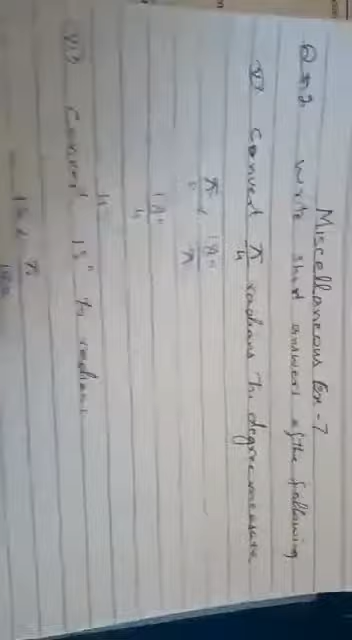 Miscellaneous Ex-7
Q#2. write short answers of the following
V) Convert π/4 radians to degree measure
π/4 × 180/π
180/4
VI) Convert 15° to radians
15 × π/180